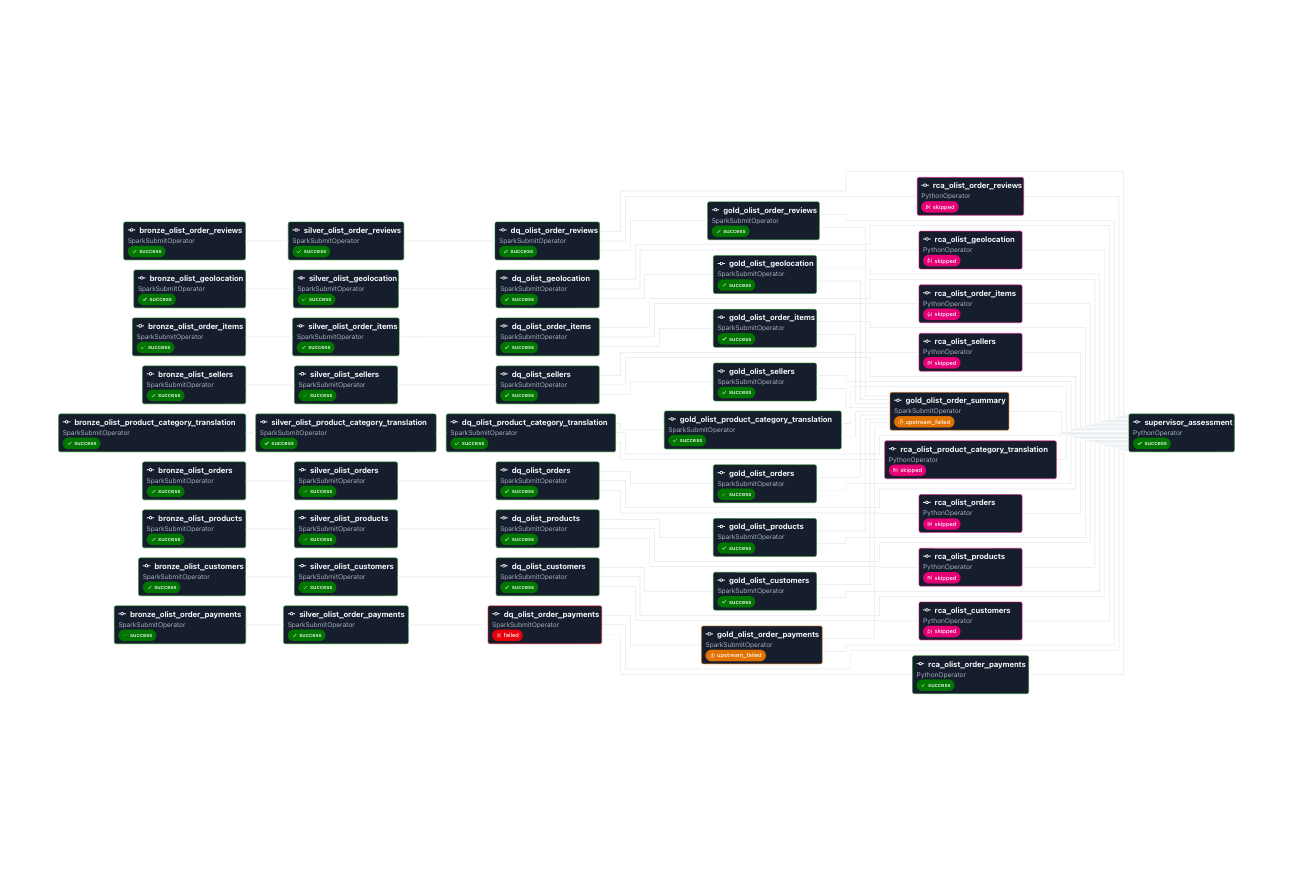 bronze_olist_order_reviews
SparkSubmitOperator
success
bronze_olist_geolocation
SparkSubmitOperator
success
bronze_olist_order_items
SparkSubmitOperator
success
bronze_olist_sellers
SparkSubmitOperator
success
bronze_olist_product_category_translation
SparkSubmitOperator
success
bronze_olist_orders
SparkSubmitOperator
success
bronze_olist_products
SparkSubmitOperator
success
bronze_olist_customers
SparkSubmitOperator
success
bronze_olist_order_payments
SparkSubmitOperator
success
silver_olist_order_reviews
SparkSubmitOperator
success
silver_olist_geolocation
SparkSubmitOperator
success
silver_olist_order_items
SparkSubmitOperator
success
silver_olist_sellers
SparkSubmitOperator
success
silver_olist_product_category_translation
SparkSubmitOperator
success
silver_olist_orders
SparkSubmitOperator
success
silver_olist_products
SparkSubmitOperator
success
silver_olist_customers
SparkSubmitOperator
success
silver_olist_order_payments
SparkSubmitOperator
success
dq_olist_order_reviews
SparkSubmitOperator
success
dq_olist_geolocation
SparkSubmitOperator
success
dq_olist_order_items
SparkSubmitOperator
success
dq_olist_sellers
SparkSubmitOperator
success
dq_olist_product_category_translation
SparkSubmitOperator
success
dq_olist_orders
SparkSubmitOperator
success
dq_olist_products
SparkSubmitOperator
success
dq_olist_customers
SparkSubmitOperator
success
dq_olist_order_payments
SparkSubmitOperator
failed
gold_olist_order_reviews
SparkSubmitOperator
success
gold_olist_geolocation
SparkSubmitOperator
success
gold_olist_order_items
SparkSubmitOperator
success
gold_olist_sellers
SparkSubmitOperator
success
gold_olist_product_category_translation
SparkSubmitOperator
success
gold_olist_orders
SparkSubmitOperator
success
gold_olist_products
SparkSubmitOperator
success
gold_olist_customers
SparkSubmitOperator
success
gold_olist_order_payments
SparkSubmitOperator
upstream_failed
rca_olist_order_reviews
PythonOperator
skipped
rca_olist_geolocation
PythonOperator
skipped
rca_olist_order_items
PythonOperator
skipped
rca_olist_sellers
PythonOperator
skipped
gold_olist_order_summary
SparkSubmitOperator
upstream_failed
rca_olist_product_category_translation
PythonOperator
skipped
rca_olist_orders
PythonOperator
skipped
rca_olist_products
PythonOperator
skipped
rca_olist_customers
PythonOperator
skipped
rca_olist_order_payments
PythonOperator
success
supervisor_assessment
PythonOperator
success